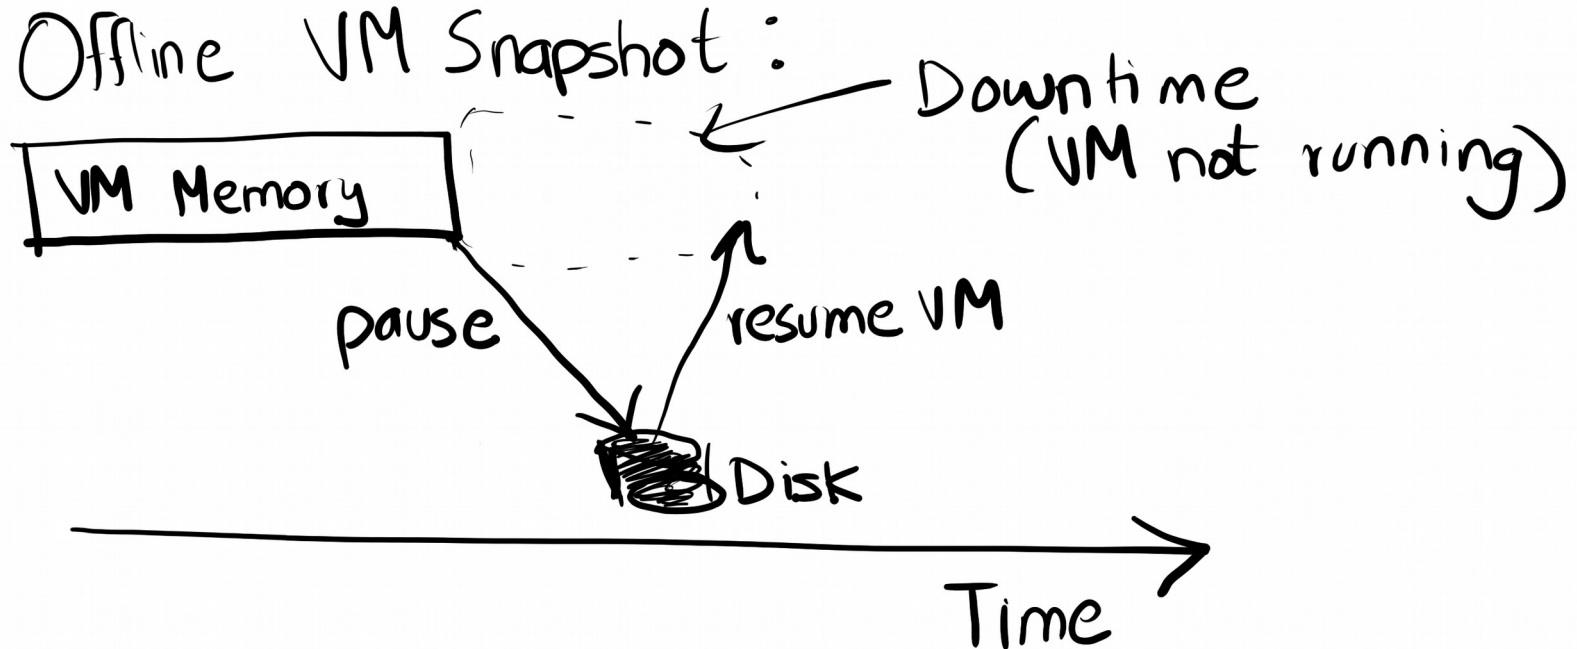 Offline VM Snapshot:
Downtime
(VM not running)
VM Memory
pause
resume VM
Disk
Time